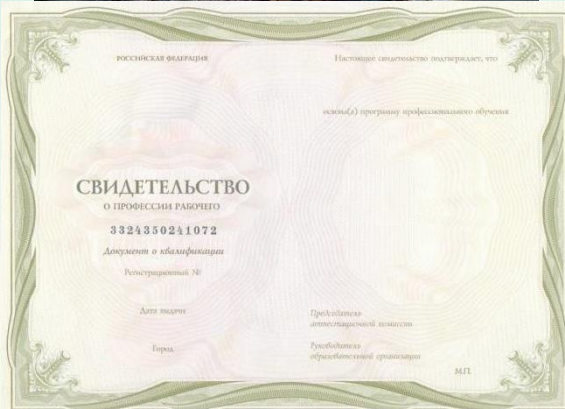 РОССИЙСКАЯ ФЕДЕРАЦИЯ
СВИДЕТЕЛЬСТВО
О ПРОФЕССИИ РАБОЧЕГО
3324350241072
Документ о квалификации
Регистрационный №
Дата выдачи
Город
Настоящее свидетельство подтверждает, что
освоил(а) программу профессионального обучения
Председатель
аттестационной комиссии
Руководитель
образовательной организации
М.П.